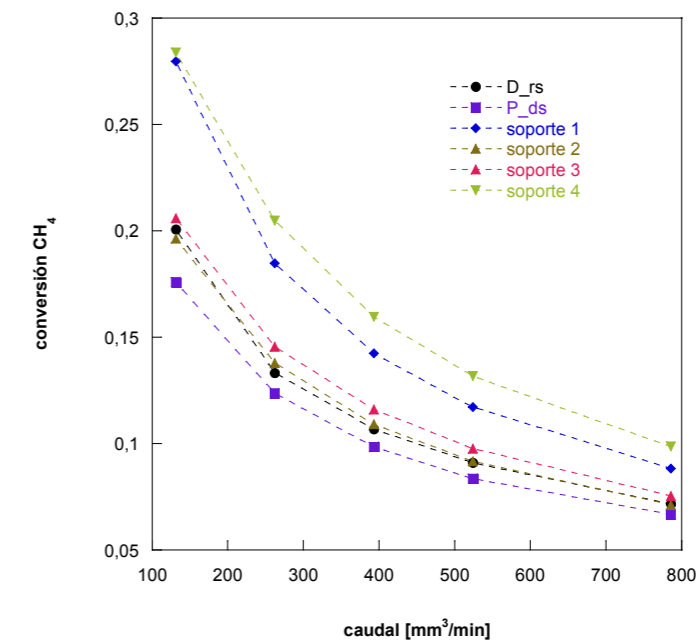 0,3
0,25
0,2
0,15
0,1
0,05
conversión CH₄
D_rs
P_ds
soporte 1
soporte 2
soporte 3
soporte 4
100 200 300 400 500 600 700 800
caudal [mm³/min]